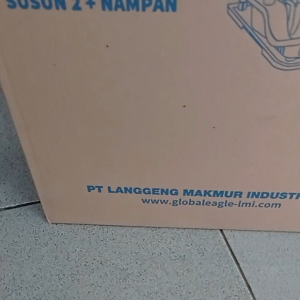 SUSUN 2 + NAMPAN
PT LANGGENG MAKMUR INDUSTR
www.globaleagle-lmi.com